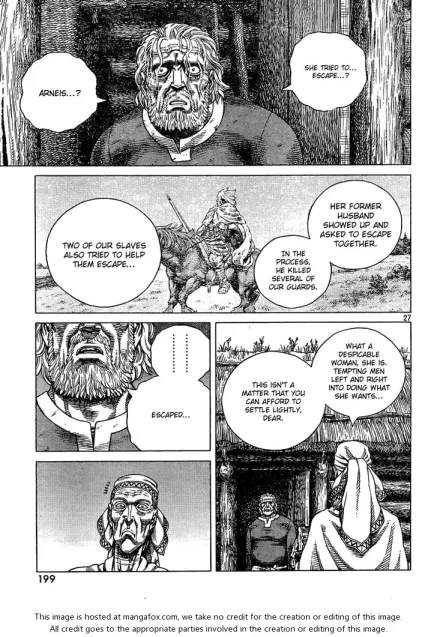 SHE TRIED TO...
ESCAPE...?
ARNEIS...?
HER FORMER
HUSBAND
SHOWED UP AND
ASKED TO ESCAPE
TOGETHER.
IN THE
PROCESS,
HE KILLED
SEVERAL OF
OUR GUARDS.
TWO OF OUR SLAVES
ALSO TRIED TO HELP
THEM ESCAPE...
27
WHAT A
DESPICABLE
WOMAN, SHE IS.
TEMPTING MEN
LEFT AND RIGHT
INTO DOING WHAT
SHE WANTS...
THIS ISN'T A
MATTER THAT YOU
CAN AFFORD TO
SETTLE LIGHTLY,
DEAR.
ESCAPED...
199
This image is hosted at mangafox.com, we take no credit for the creation or editing of this image.
All credit goes to the appropriate parties involved in the creation or editing of this image.